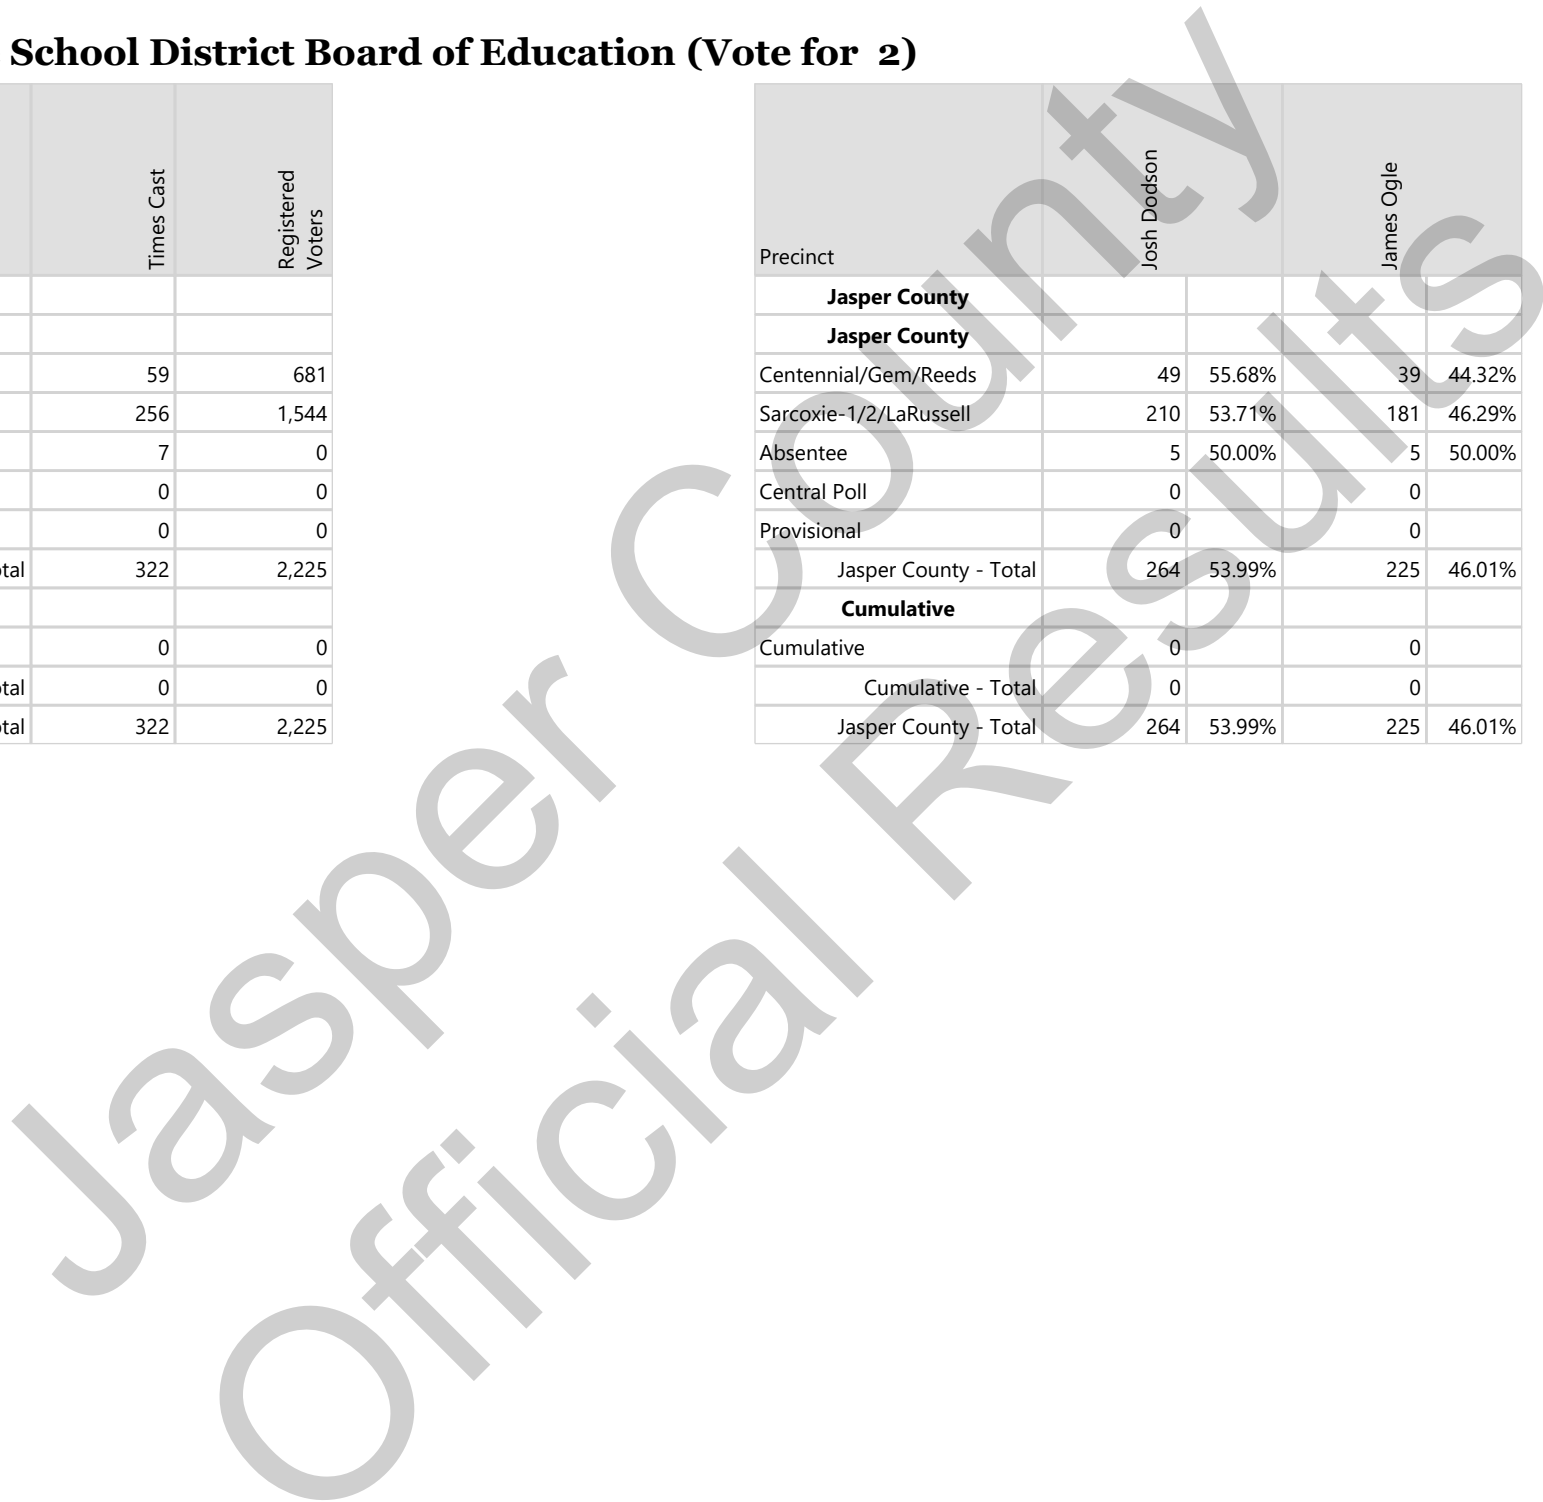 School District Board of Education (Vote for 2)
Times Cast Registered Voters
59 681
256 1,544
7 0
0 0
0 0
tal 322 2,225
0 0
tal 0 0
tal 322 2,225
Precinct Josh Dodson James Ogle
Jasper County
Jasper County
Centennial/Gem/Reeds 49 55.68% 39 44.32%
Sarcoxie-1/2/LaRussell 210 53.71% 181 46.29%
Absentee 5 50.00% 5 50.00%
Central Poll 0 0
Provisional 0 0
Jasper County - Total 264 53.99% 225 46.01%
Cumulative
Cumulative 0 0
Cumulative - Total 0 0
Jasper County - Total 264 53.99% 225 46.01%
Jasper County
Official Results